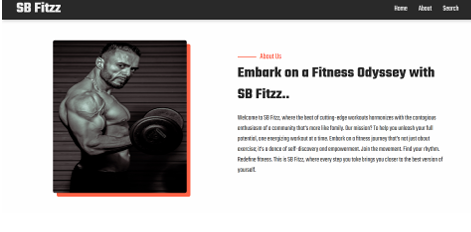 SB Fitzz
Home About Search
About Us
Embark on a Fitness Odyssey with
SB Fitzz..
Welcome to SB Fitzz, where the beat of cutting-edge workouts harmonizes with the contagious
enthusiasm of a community that's more like family. Our mission? To help you unleash your full
potential, one energizing workout at a time. Embark on a fitness journey that's not just about
exercise; it's a dance of self-discovery and empowerment. Join the movement. Find your rhythm.
Redefine fitness. This is SB Fitzz, where every step you take brings you closer to the best version of
yourself.